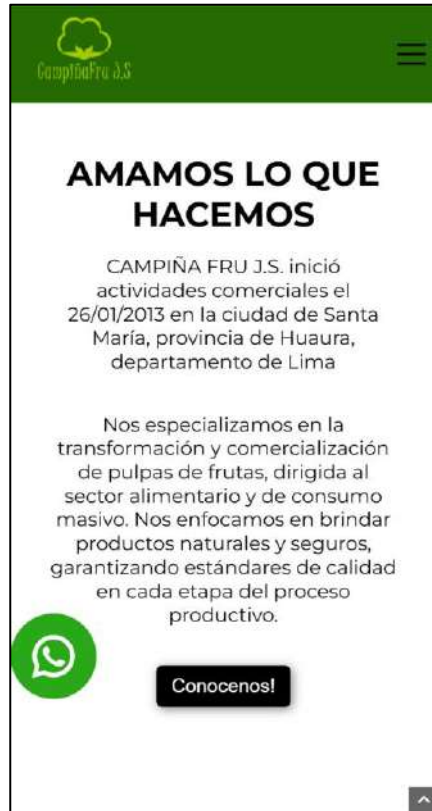 CampiñaFru J.S
AMAMOS LO QUE
HACEMOS
CAMPIÑA FRU J.S. inició
actividades comerciales el
26/01/2013 en la ciudad de Santa
María, provincia de Huaura,
departamento de Lima
Nos especializamos en la
transformación y comercialización
de pulpas de frutas, dirigida al
sector alimentario y de consumo
masivo. Nos enfocamos en brindar
productos naturales y seguros,
garantizando estándares de calidad
en cada etapa del proceso
productivo.
Conocenos!